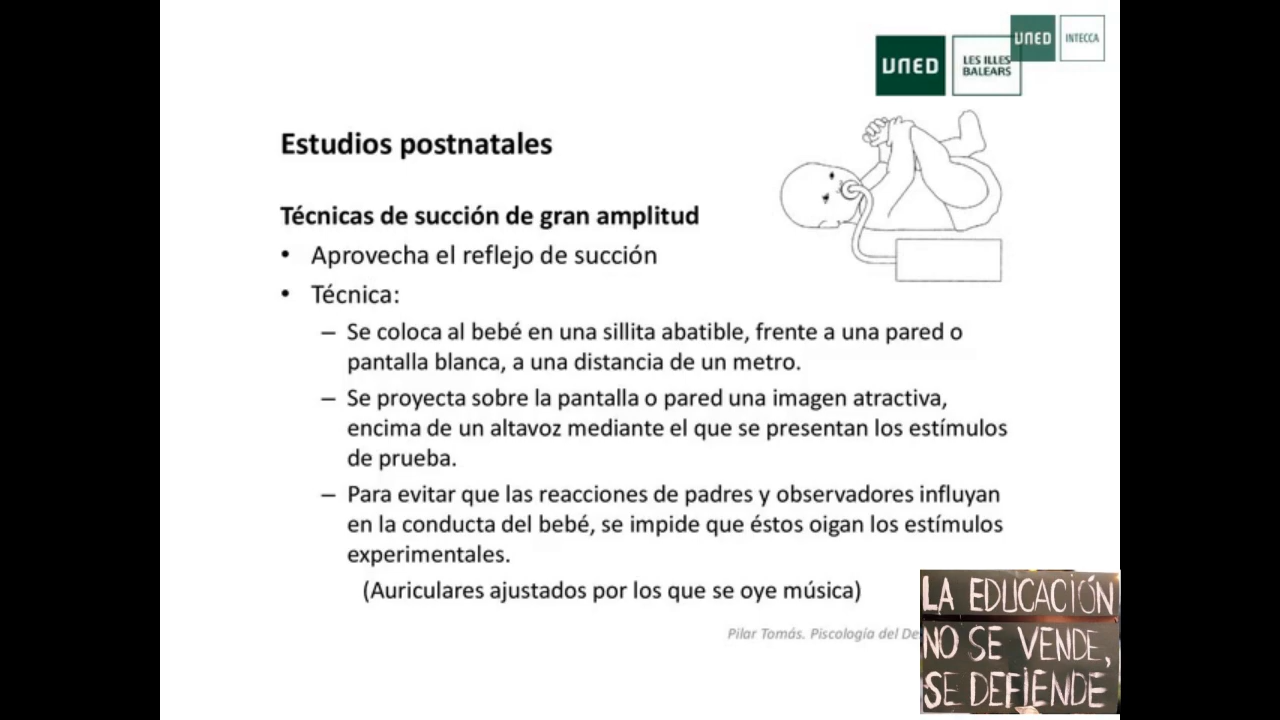 UNED
INTECCA
UNED
LES ILLES
BALEARS
Estudios postnatales
Técnicas de succión de gran amplitud
• Aprovecha el reflejo de succión
• Técnica:
– Se coloca al bebé en una sillita abatible, frente a una pared o
pantalla blanca, a una distancia de un metro.
– Se proyecta sobre la pantalla o pared una imagen atractiva,
encima de un altavoz mediante el que se presentan los estímulos
de prueba.
– Para evitar que las reacciones de padres y observadores influyan
en la conducta del bebé, se impide que éstos oigan los estímulos
experimentales.
(Auriculares ajustados por los que se oye música)
Pilar Tomás. Piscología del
LA EDUCACIÓN
NO SE VENDE,
SE DEFIENDE